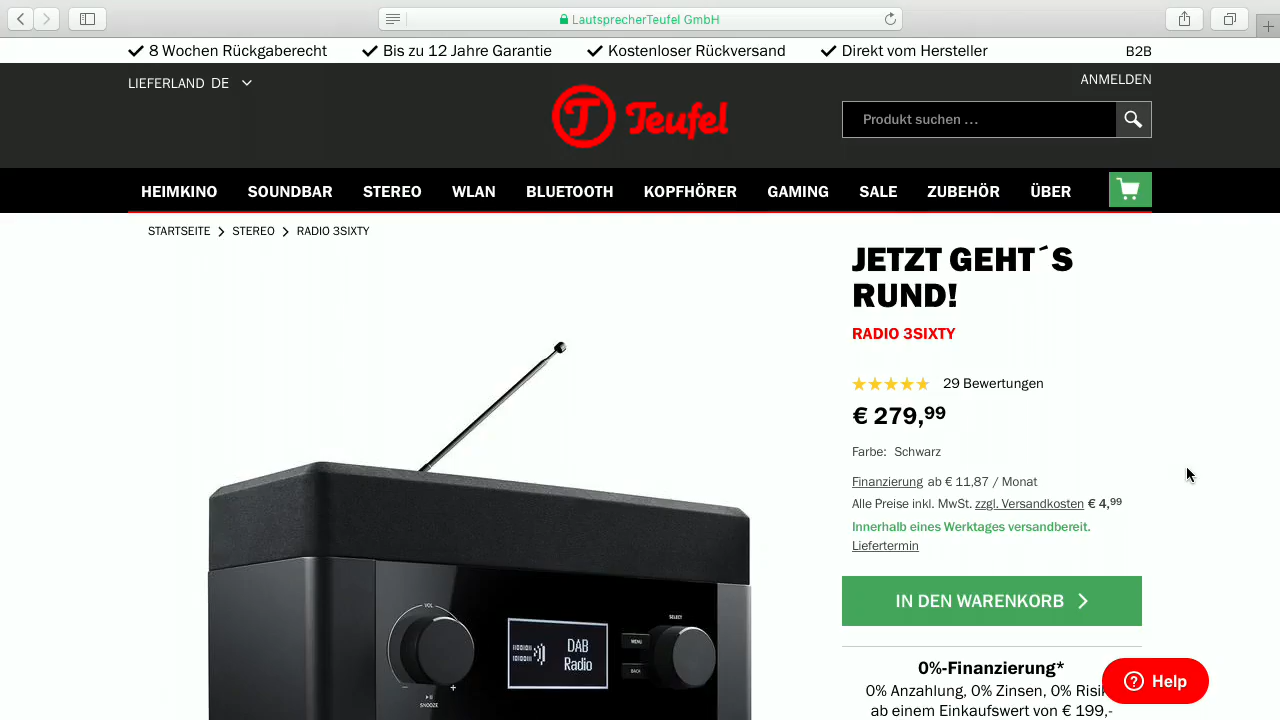 LautsprecherTeufel GmbH
8 Wochen Rückgaberecht
Bis zu 12 Jahre Garantie
Kostenloser Rückversand
Direkt vom Hersteller
B2B
LIEFERLAND DE
ANMELDEN
Teufel
Produkt suchen ...
HEIMKINO
SOUNDBAR
STEREO
WLAN
BLUETOOTH
KOPFHÖRER
GAMING
SALE
ZUBEHÖR
ÜBER
STARTSEITE > STEREO > RADIO 3SIXTY
JETZT GEHT´S
RUND!
RADIO 3SIXTY
29 Bewertungen
€ 279,99
Farbe: Schwarz
Finanzierung ab € 11,87 / Monat
Alle Preise inkl. MwSt. zzgl. Versandkosten € 4,99
Innerhalb eines Werktages versandbereit.
Liefertermin
IN DEN WARENKORB
VOL
SELECT
DAB
Radio
MENU
BACK
SNOOZE
0%-Finanzierung*
0% Anzahlung, 0% Zinsen, 0%
ab einem Einkaufswert von € 199,-
Help